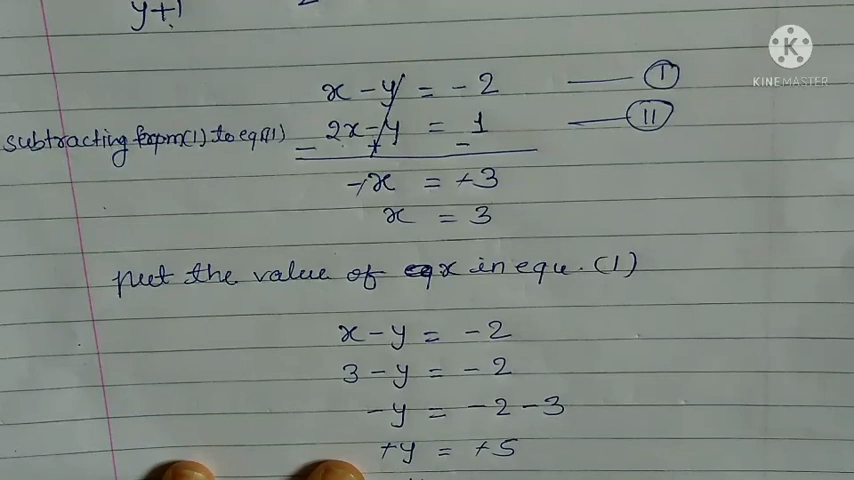 y+1
K
KINEMASTER
x - y = -2 — (I)
subtracting from (1) to eq(11) 2x - y = 1 — (II)
- + -
-x = +3
x = 3
put the value of x in equ. (1)
x - y = -2
3 - y = -2
-y = -2 - 3
+y = +5